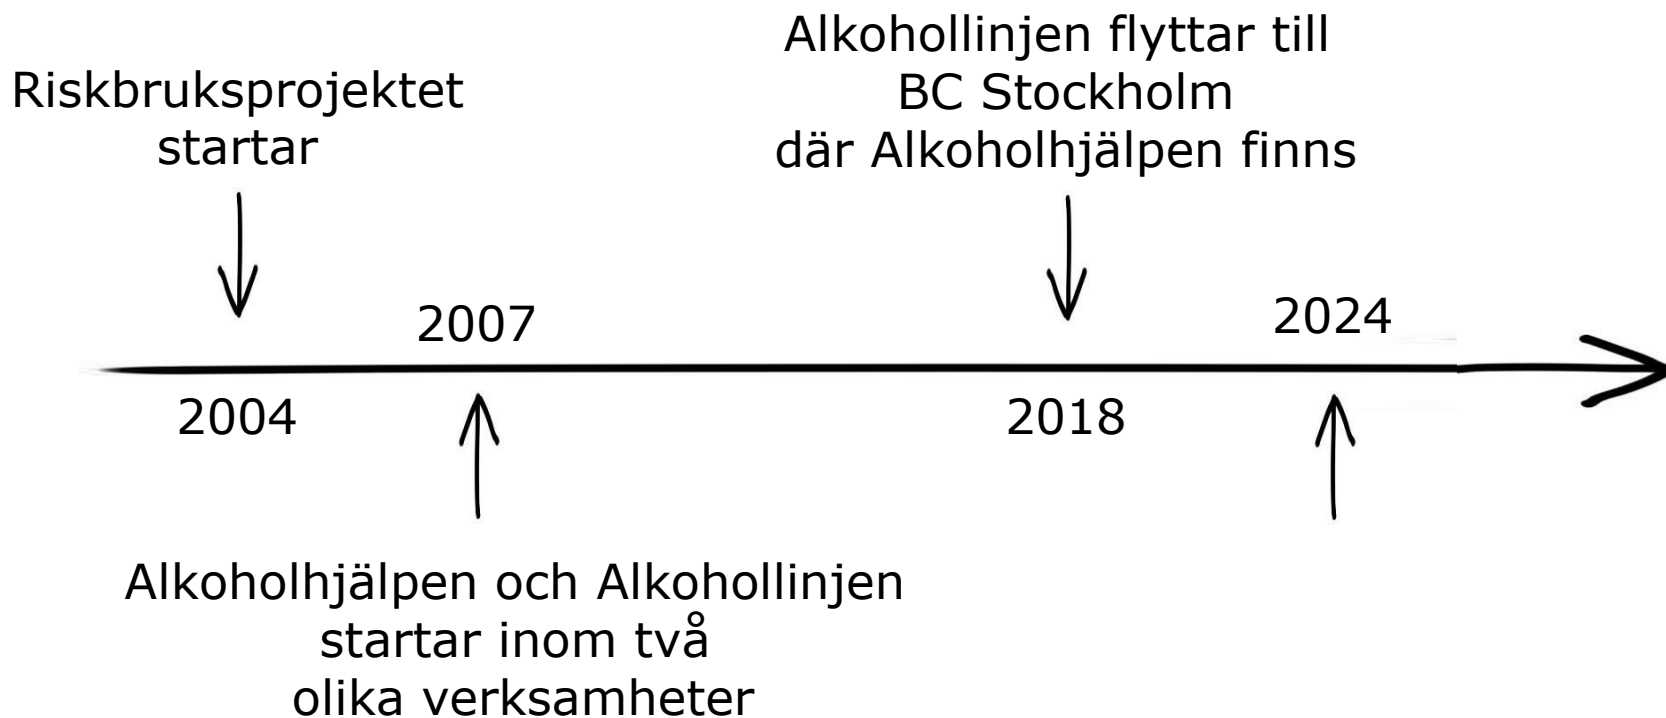 Riskbruksprojektet
startar
Alkohollinjen flyttar till
BC Stockholm
där Alkoholhjälpen finns
2007
2024
2004
2018
Alkoholhjälpen och Alkohollinjen
startar inom två
olika verksamheter